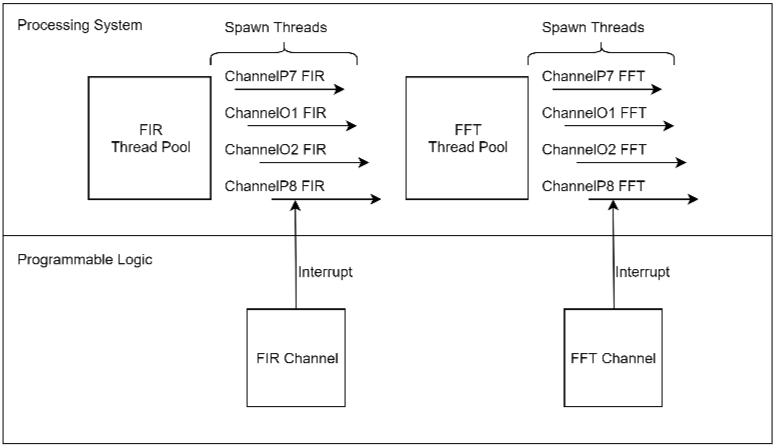 Processing System
Spawn Threads
Spawn Threads
ChannelP7 FIR
ChannelO1 FIR
ChannelO2 FIR
ChannelP8 FIR
FIR
Thread Pool
ChannelP7 FFT
ChannelO1 FFT
ChannelO2 FFT
ChannelP8 FFT
FFT
Thread Pool
Programmable Logic
Interrupt
Interrupt
FIR Channel
FFT Channel